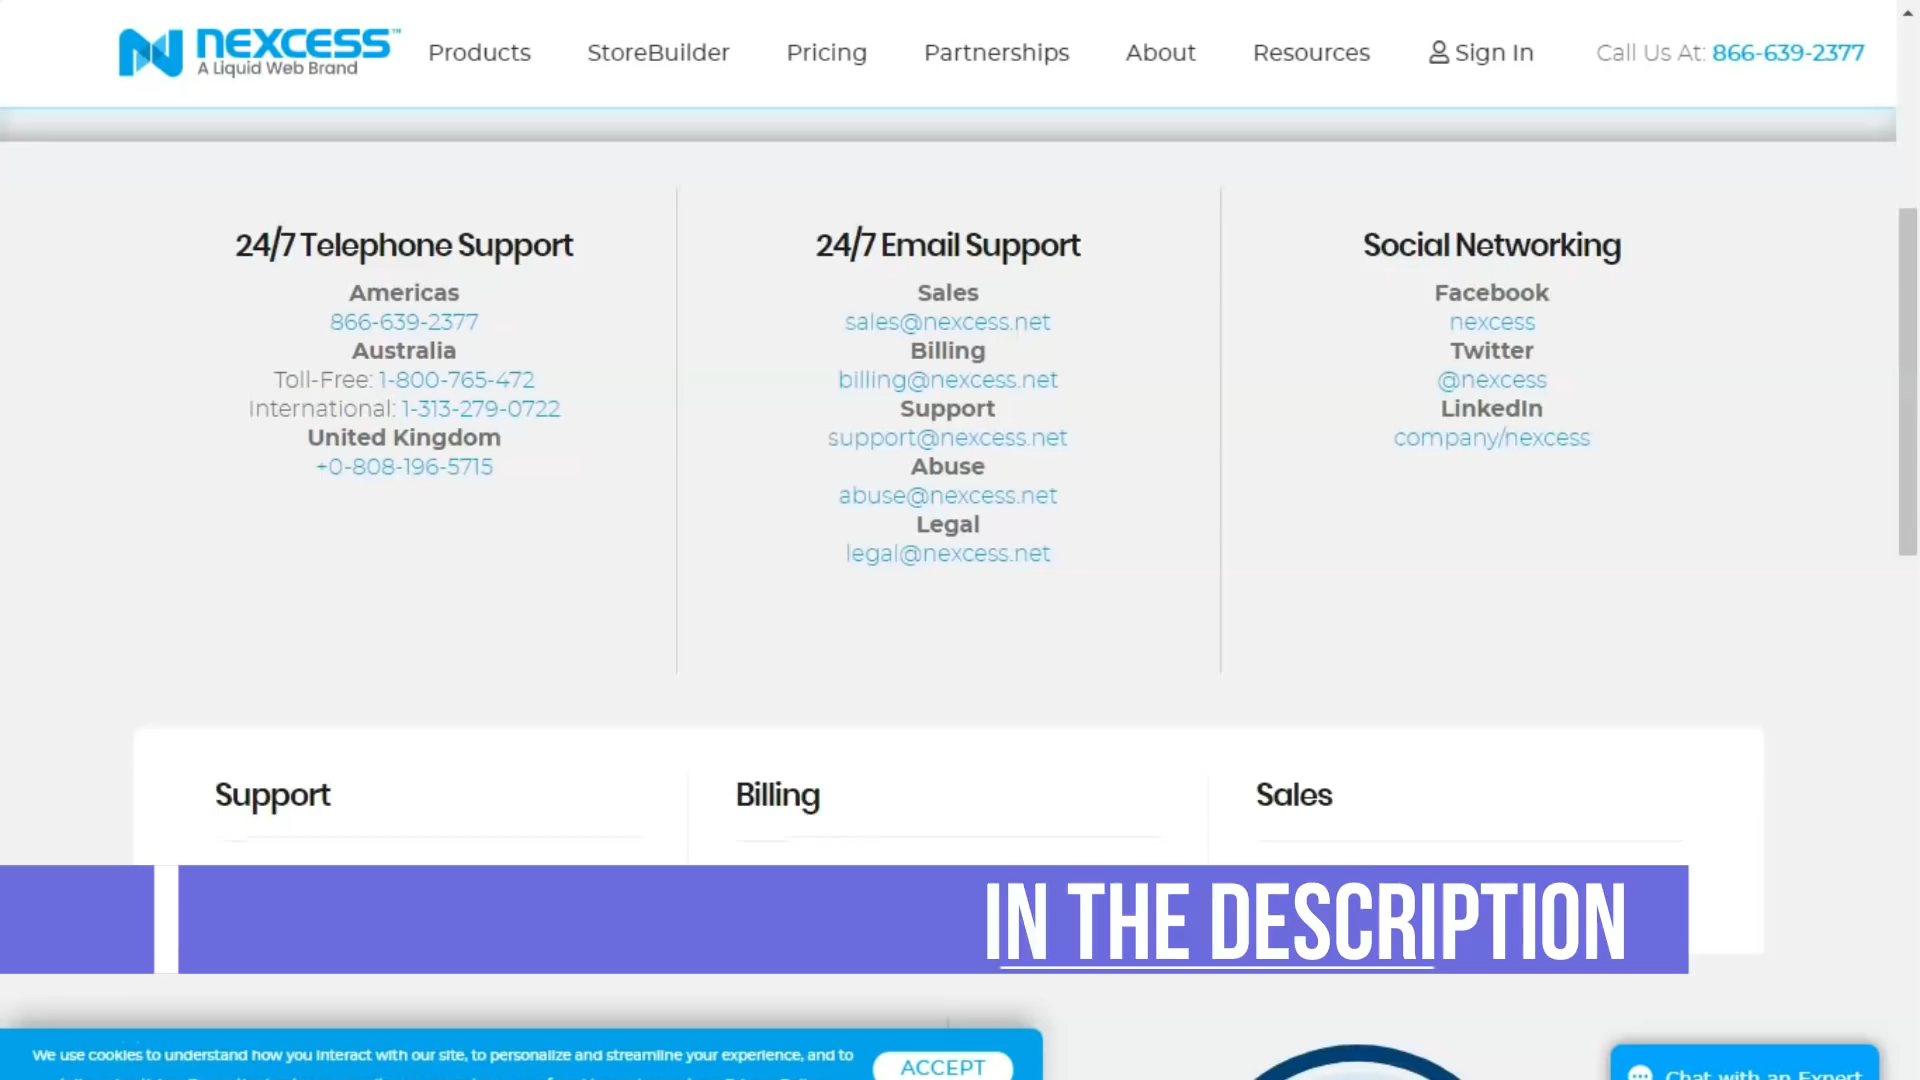 nexcess™
A Liquid Web Brand
Products
StoreBuilder
Pricing
Partnerships
About
Resources
Sign In
Call Us At: 866-639-2377
24/7 Telephone Support
Americas
866-639-2377
Australia
Toll-Free: 1-800-765-472
International: 1-313-279-0722
United Kingdom
+0-808-196-5715
24/7 Email Support
Sales
sales@nexcess.net
Billing
billing@nexcess.net
Support
support@nexcess.net
Abuse
abuse@nexcess.net
Legal
legal@nexcess.net
Social Networking
Facebook
nexcess
Twitter
@nexcess
LinkedIn
company/nexcess
Support
Billing
Sales
IN THE DESCRIPTION
We use cookies to understand how you interact with our site, to personalize and streamline your experience, and to
ACCEPT
Chat with an Expert